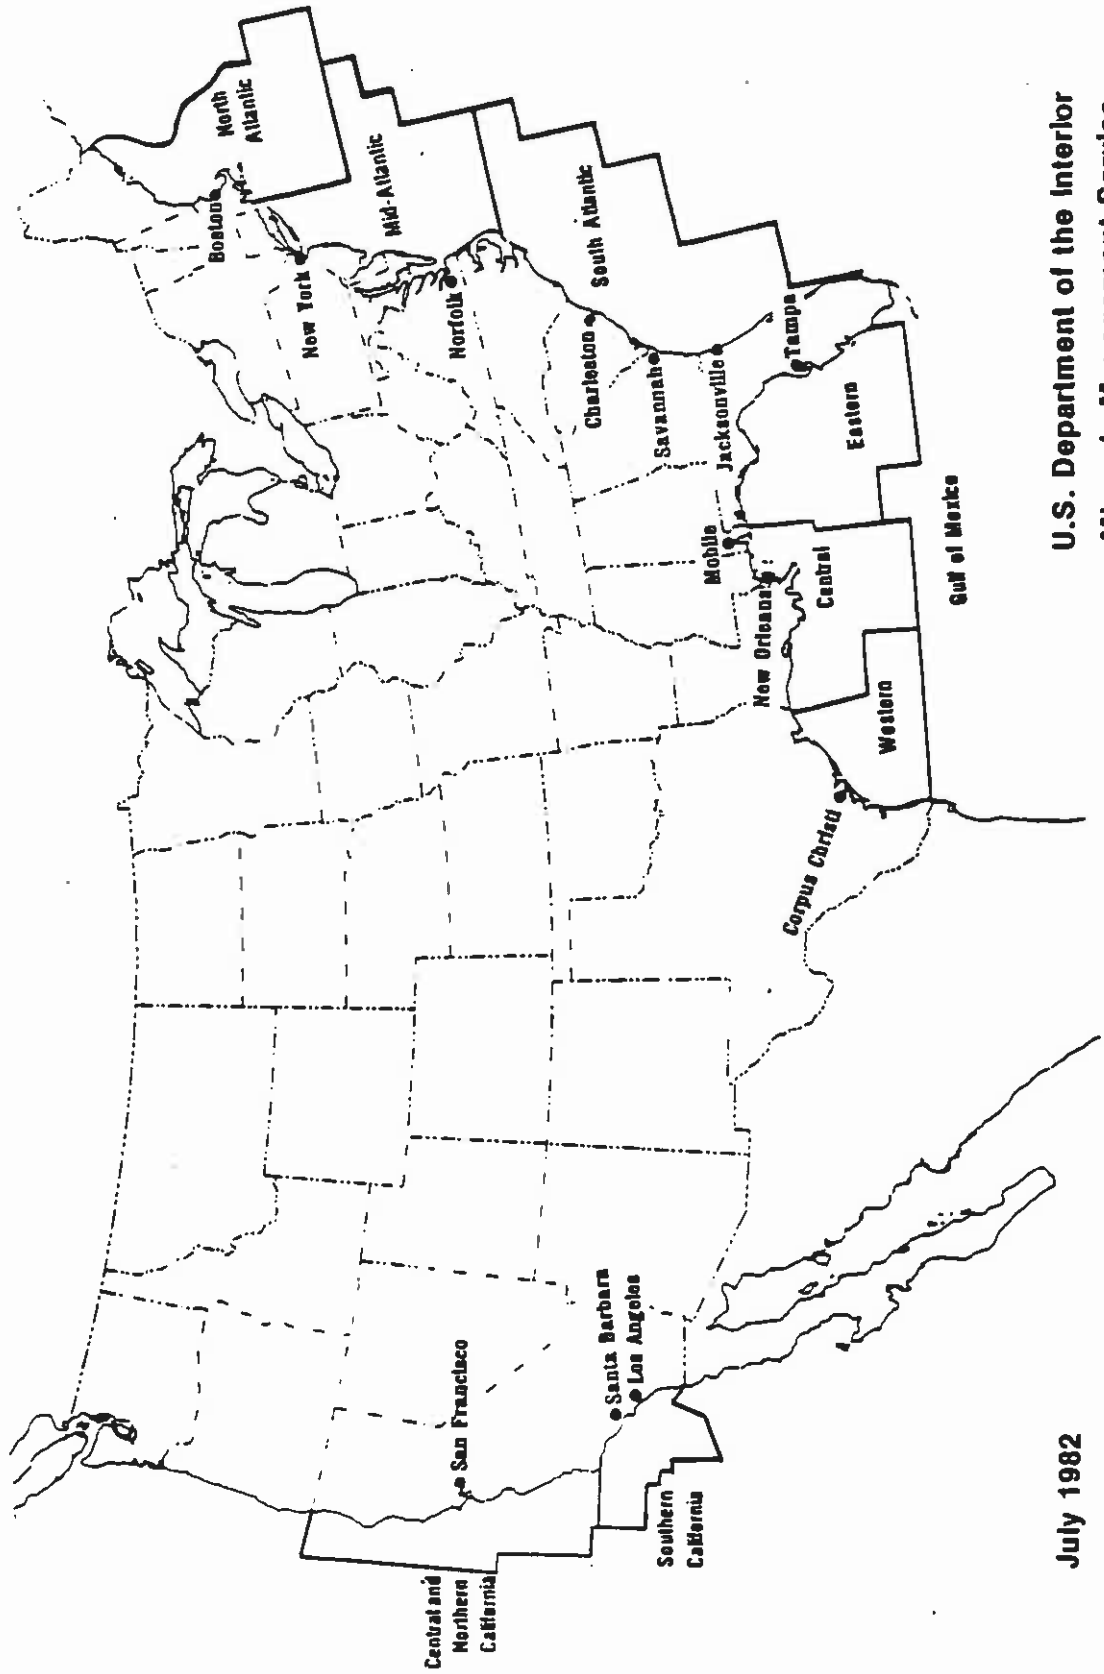 North
Atlantic
Boston
Mid-Atlantic
New York
Norfolk
South Atlantic
Charleston
Savannah
Jacksonville
Tampa
Eastern
Mobile
New Orleans
Central
Gulf of Mexico
Western
Corpus Christi
San Francisco
Santa Barbara
Los Angeles
Central and
Northern
California
Southern
California
July 1982
U.S. Department of the Interior